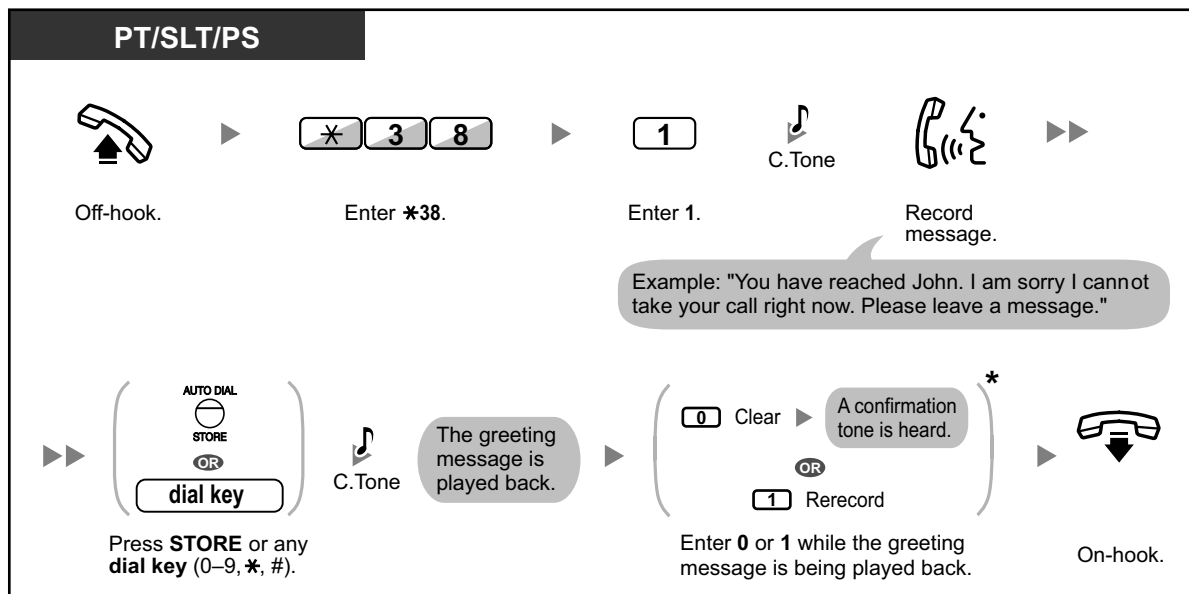 PT/SLT/PS
✳ 3 8
1
C.Tone
Off-hook.
Enter ✳38.
Enter 1.
Record
message.
Example: "You have reached John. I am sorry I cannot
take your call right now. Please leave a message."
AUTO DIAL
STORE
OR
dial key
Press STORE or any
dial key (0–9, ✳, #).
C.Tone
The greeting
message is
played back.
0 Clear
A confirmation
tone is heard.
OR
1 Rerecord
*
Enter 0 or 1 while the greeting
message is being played back.
On-hook.